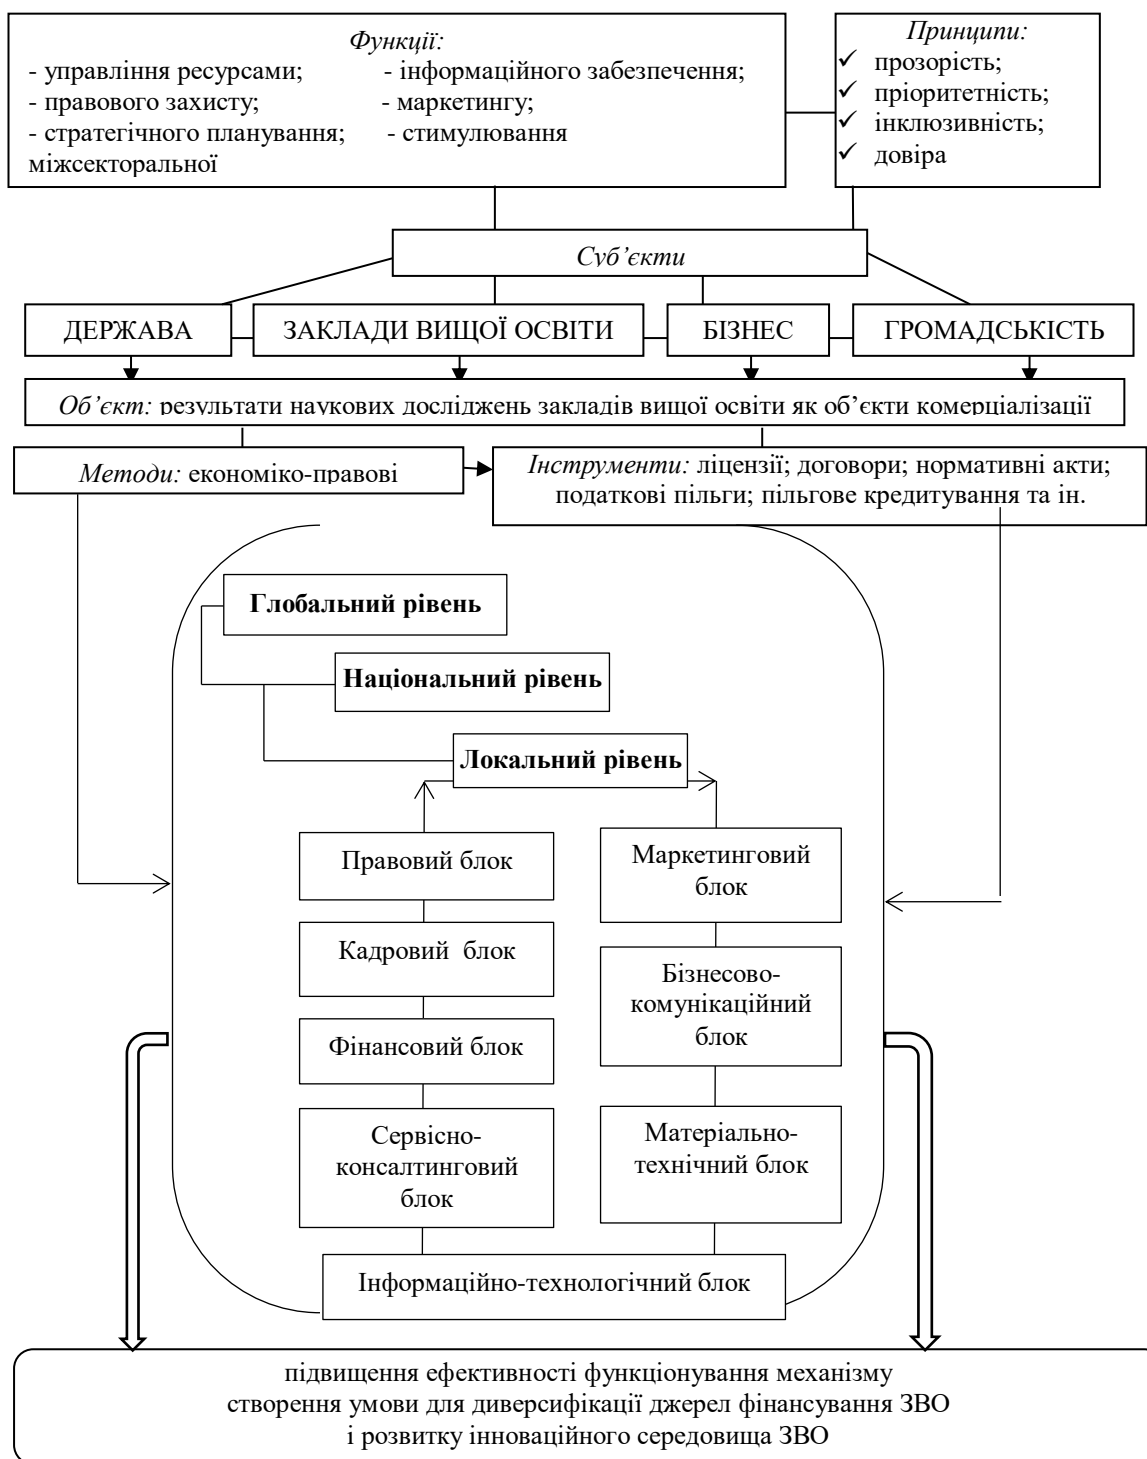 Функції:
- управління ресурсами; - інформаційного забезпечення;
- правового захисту; - маркетингу;
- стратегічного планування; - стимулювання
міжсекторальної
Принципи:
✓ прозорість;
✓ пріоритетність;
✓ інклюзивність;
✓ довіра
Суб’єкти
ДЕРЖАВА
ЗАКЛАДИ ВИЩОЇ ОСВІТИ
БІЗНЕС
ГРОМАДСЬКІСТЬ
Об’єкт: результати наукових досліджень закладів вищої освіти як об’єкти комерціалізації
Методи: економіко-правові
Інструменти: ліцензії; договори; нормативні акти;
податкові пільги; пільгове кредитування та ін.
Глобальний рівень
Національний рівень
Локальний рівень
Правовий блок
Кадровий блок
Фінансовий блок
Сервісно-
консалтинговий
блок
Маркетинговий
блок
Бізнесово-
комунікаційний
блок
Матеріально-
технічний блок
Інформаційно-технологічний блок
підвищення ефективності функціонування механізму
створення умови для диверсифікації джерел фінансування ЗВО
і розвитку інноваційного середовища ЗВО